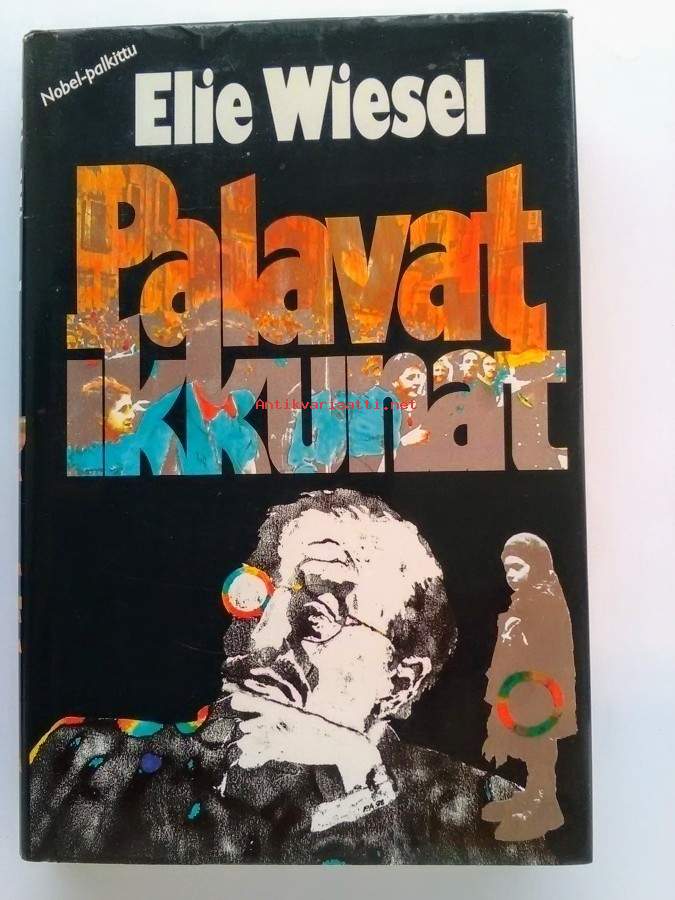 Nobel-palkittu
Elie Wiesel
Palavat
ikkunat
Antikvariaatti.net